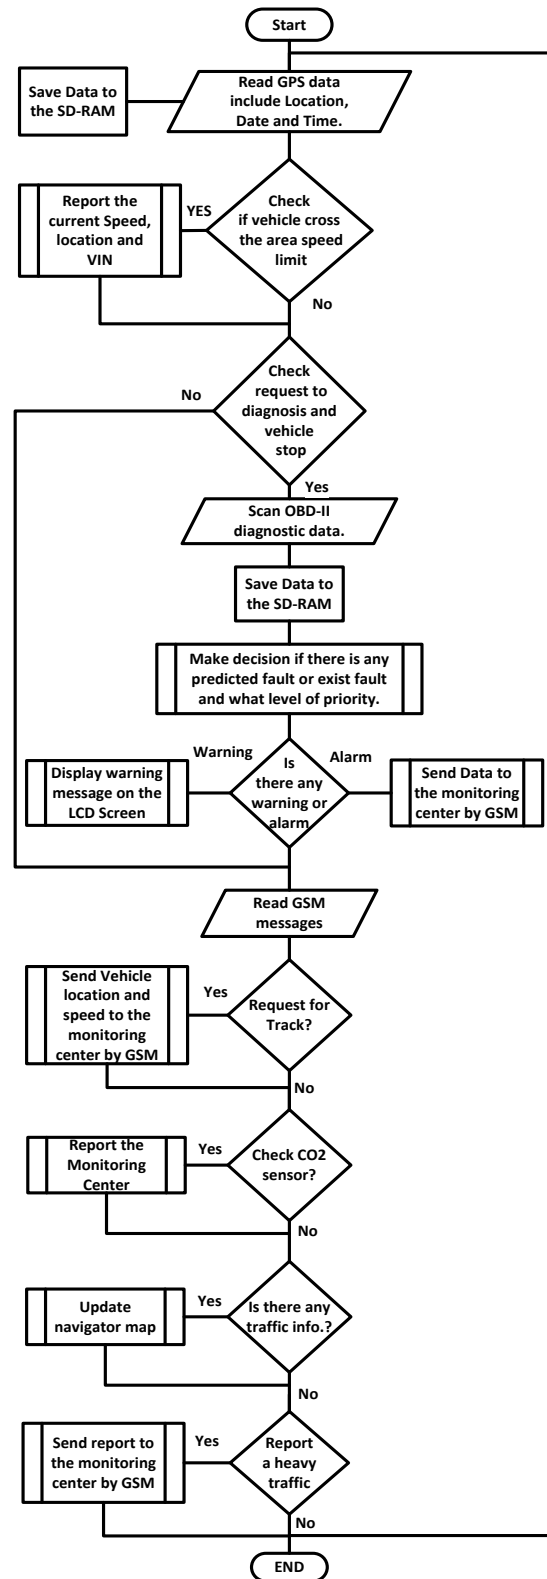 Start
Save Data to
the SD-RAM
Read GPS data
include Location,
Date and Time.
Report the
current Speed,
location and
VIN
YES
Check
if vehicle cross
the area speed
limit
No
Check
request to
diagnosis and
vehicle
stop
No
Yes
Scan OBD-II
diagnostic data.
Save Data to
the SD-RAM
Make decision if there is any
predicted fault or exist fault
and what level of priority.
Warning
Alarm
Display warning
message on the
LCD Screen
Is
there any
warning or
alarm
Send Data to
the monitoring
center by GSM
Read GSM
messages
Send Vehicle
location and
speed to the
monitoring
center by GSM
Yes
Request for
Track?
No
Report the
Monitoring
Center
Yes
Check CO2
sensor?
No
Update
navigator map
Yes
Is there any
traffic info.?
No
Send report to
the monitoring
center by GSM
Yes
Report
a heavy
traffic
No
END